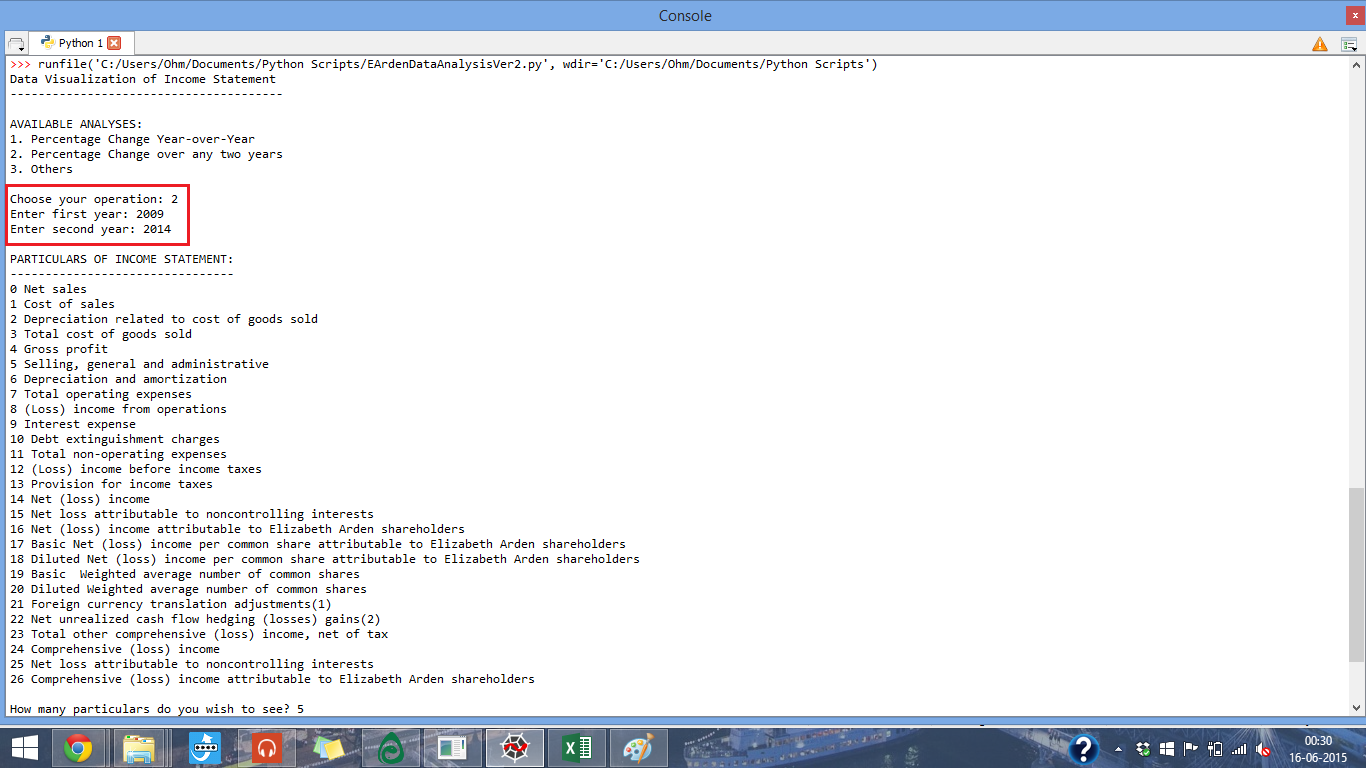 Console
Python 1
>>> runfile('C:/Users/Ohm/Documents/Python Scripts/EArdenDataAnalysisVer2.py', wdir='C:/Users/Ohm/Documents/Python Scripts')
Data Visualization of Income Statement
---------------------------------------
AVAILABLE ANALYSES:
1. Percentage Change Year-over-Year
2. Percentage Change over any two years
3. Others
Choose your operation: 2
Enter first year: 2009
Enter second year: 2014
PARTICULARS OF INCOME STATEMENT:
--------------------------------
0 Net sales
1 Cost of sales
2 Depreciation related to cost of goods sold
3 Total cost of goods sold
4 Gross profit
5 Selling, general and administrative
6 Depreciation and amortization
7 Total operating expenses
8 (Loss) income from operations
9 Interest expense
10 Debt extinguishment charges
11 Total non-operating expenses
12 (Loss) income before income taxes
13 Provision for income taxes
14 Net (loss) income
15 Net loss attributable to noncontrolling interests
16 Net (loss) income attributable to Elizabeth Arden shareholders
17 Basic Net (loss) income per common share attributable to Elizabeth Arden shareholders
18 Diluted Net (loss) income per common share attributable to Elizabeth Arden shareholders
19 Basic  Weighted average number of common shares
20 Diluted Weighted average number of common shares
21 Foreign currency translation adjustments(1)
22 Net unrealized cash flow hedging (losses) gains(2)
23 Total other comprehensive (loss) income, net of tax
24 Comprehensive (loss) income
25 Net loss attributable to noncontrolling interests
26 Comprehensive (loss) income attributable to Elizabeth Arden shareholders
How many particulars do you wish to see? 5
00:30
16-06-2015